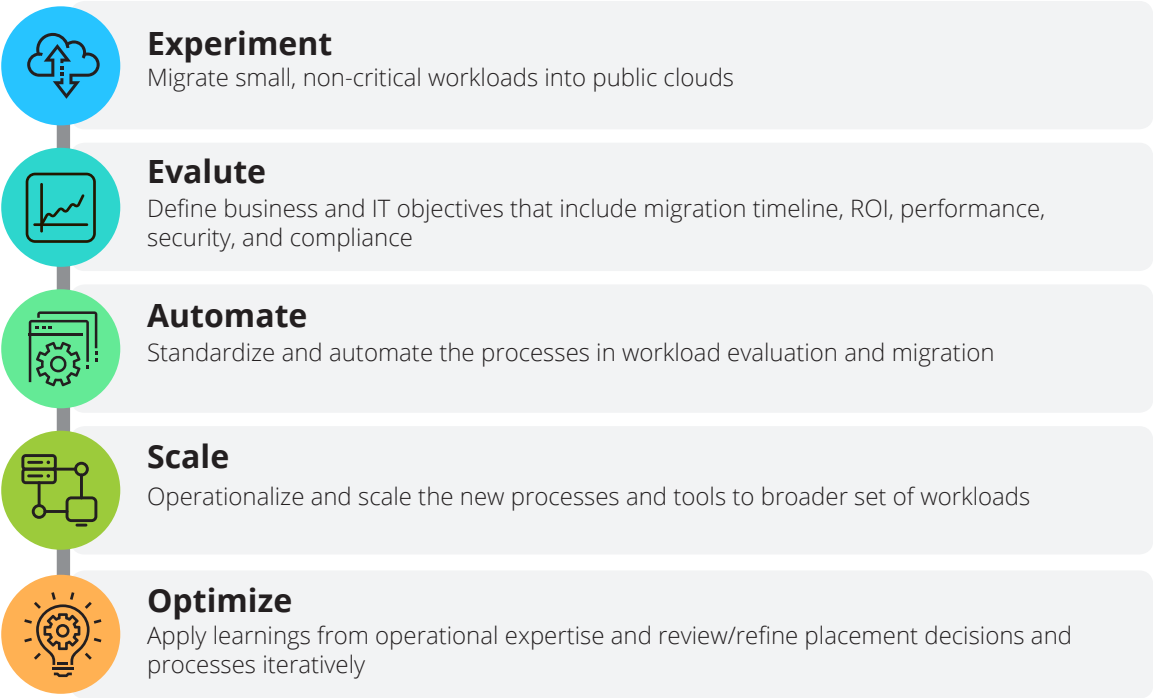 Experiment
Migrate small, non-critical workloads into public clouds
Evalute
Define business and IT objectives that include migration timeline, ROI, performance,
security, and compliance
Automate
Standardize and automate the processes in workload evaluation and migration
Scale
Operationalize and scale the new processes and tools to broader set of workloads
Optimize
Apply learnings from operational expertise and review/refine placement decisions and
processes iteratively